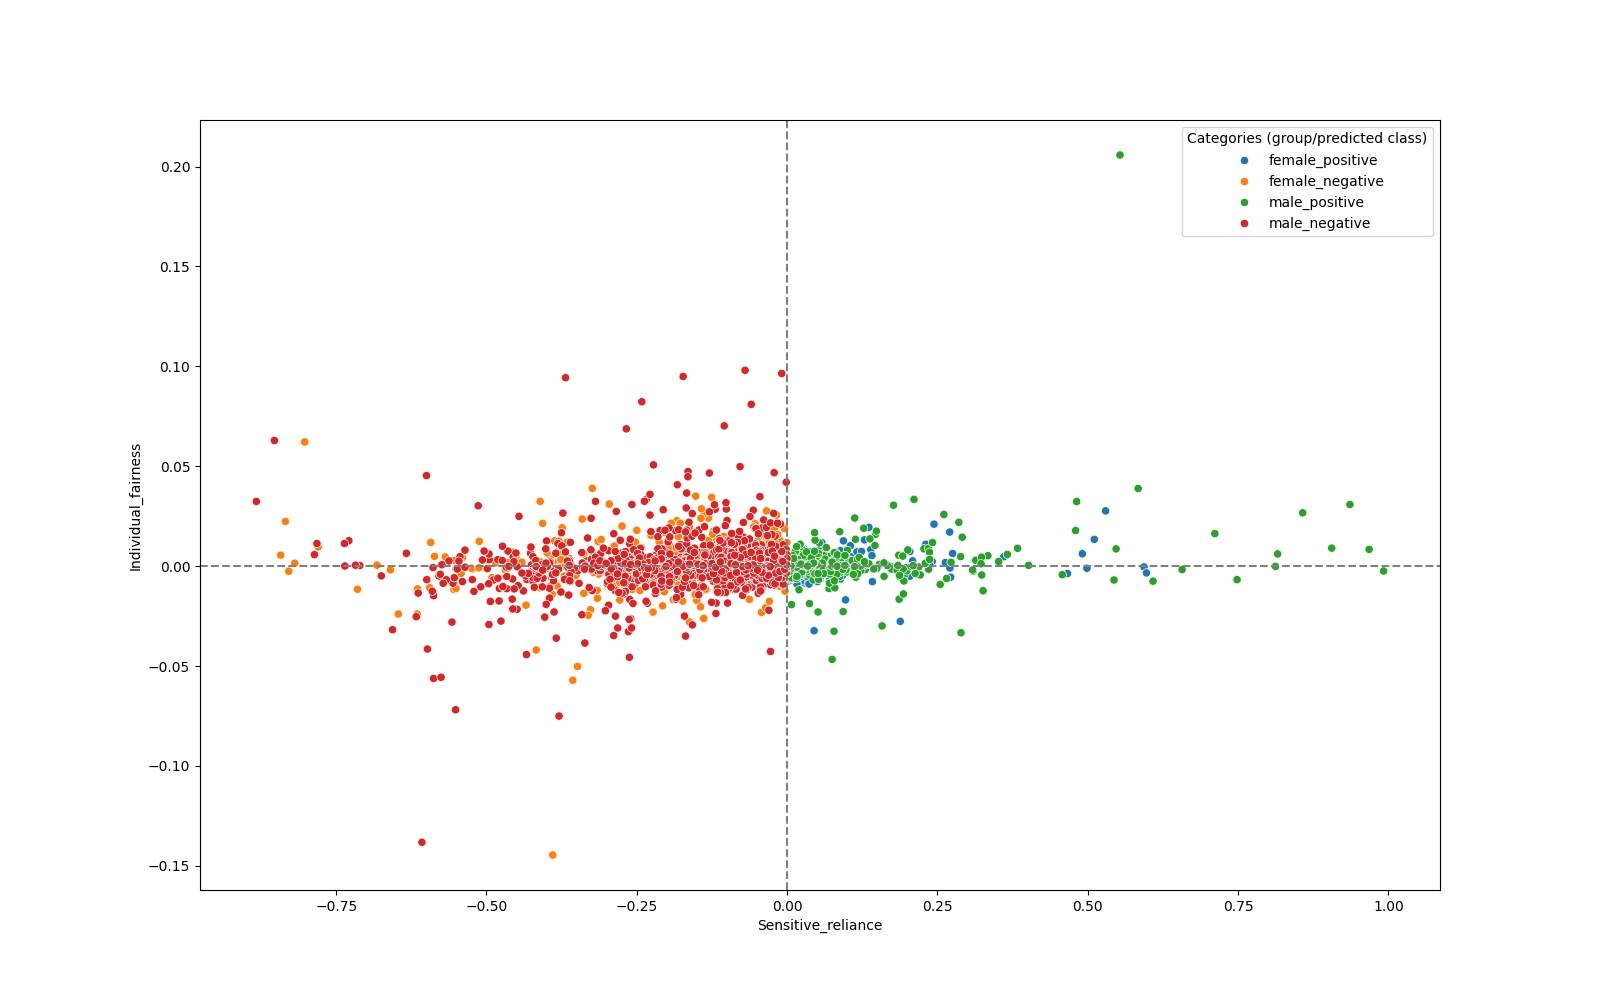 Categories (group/predicted class)
female_positive
female_negative
male_positive
male_negative
0.20
0.15
0.10
0.05
0.00
−0.05
−0.10
−0.15
Individual_fairness
−0.75
−0.50
−0.25
0.00
0.25
0.50
0.75
1.00
Sensitive_reliance